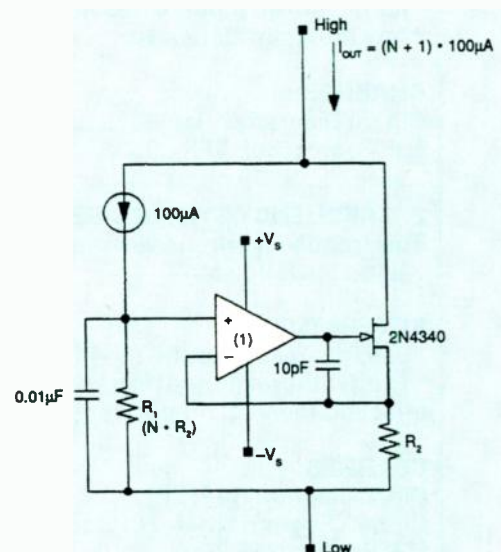 High
I_OUT = (N + 1) • 100µA
100µA
+V_S
+
(1)
−
2N4340
10pF
0.01µF
R_1
(N • R_2)
R_2
−V_S
Low